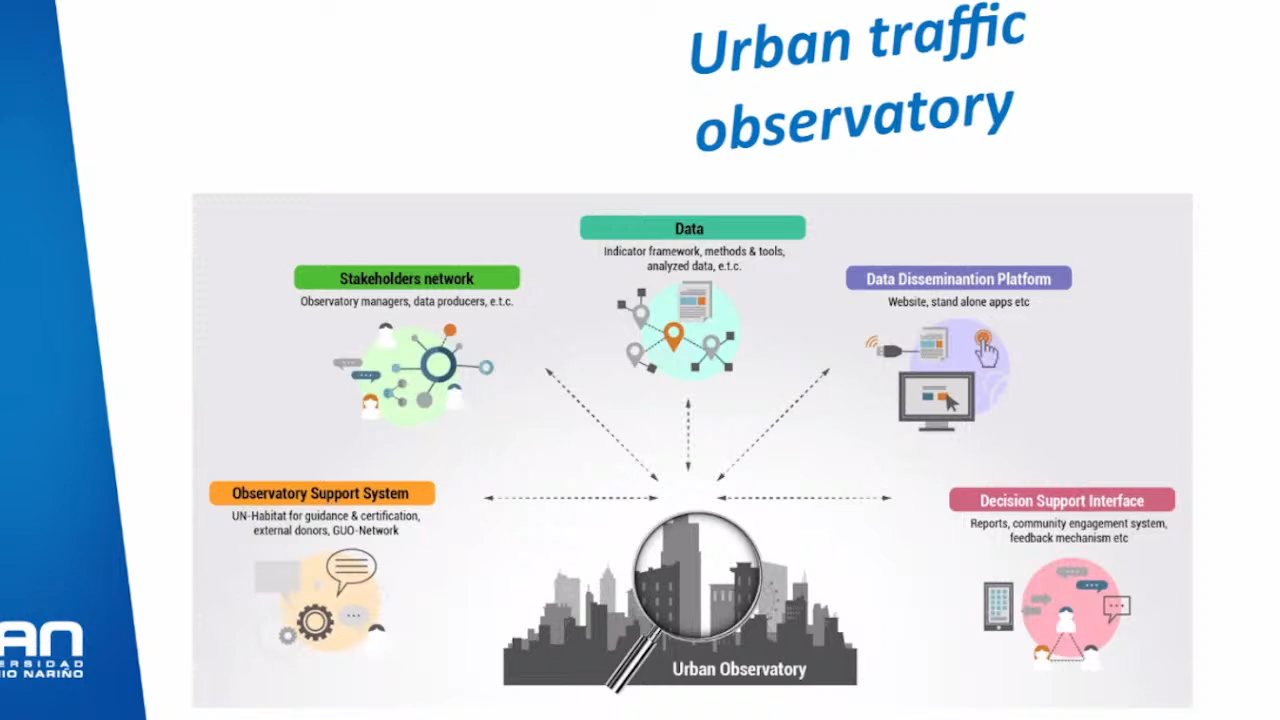 Urban traffic
observatory
Data
Indicator framework, methods & tools,
analyzed data, e.t.c.
Stakeholders network
Observatory managers, data producers, e.t.c.
Data Disseminantion Platform
Website, stand alone apps etc
Observatory Support System
UN-Habitat for guidance & certification,
external donors, GUO-Network
Decision Support Interface
Reports, community engagement system,
feedback mechanism etc
Urban Observatory
AN
ERSIDAD
IO NARIÑO